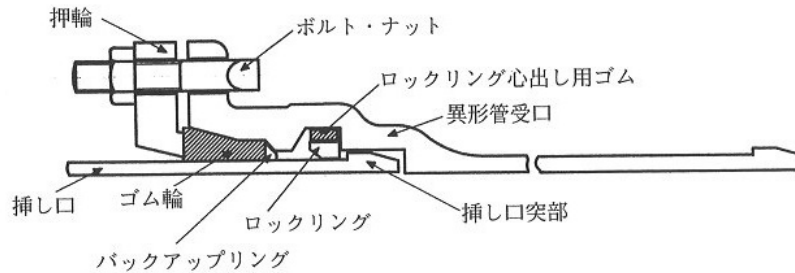 押輪
ボルト・ナット
ロックリング心出し用ゴム
異形管受口
挿し口
ゴム輪
ロックリング
挿し口突部
バックアップリング